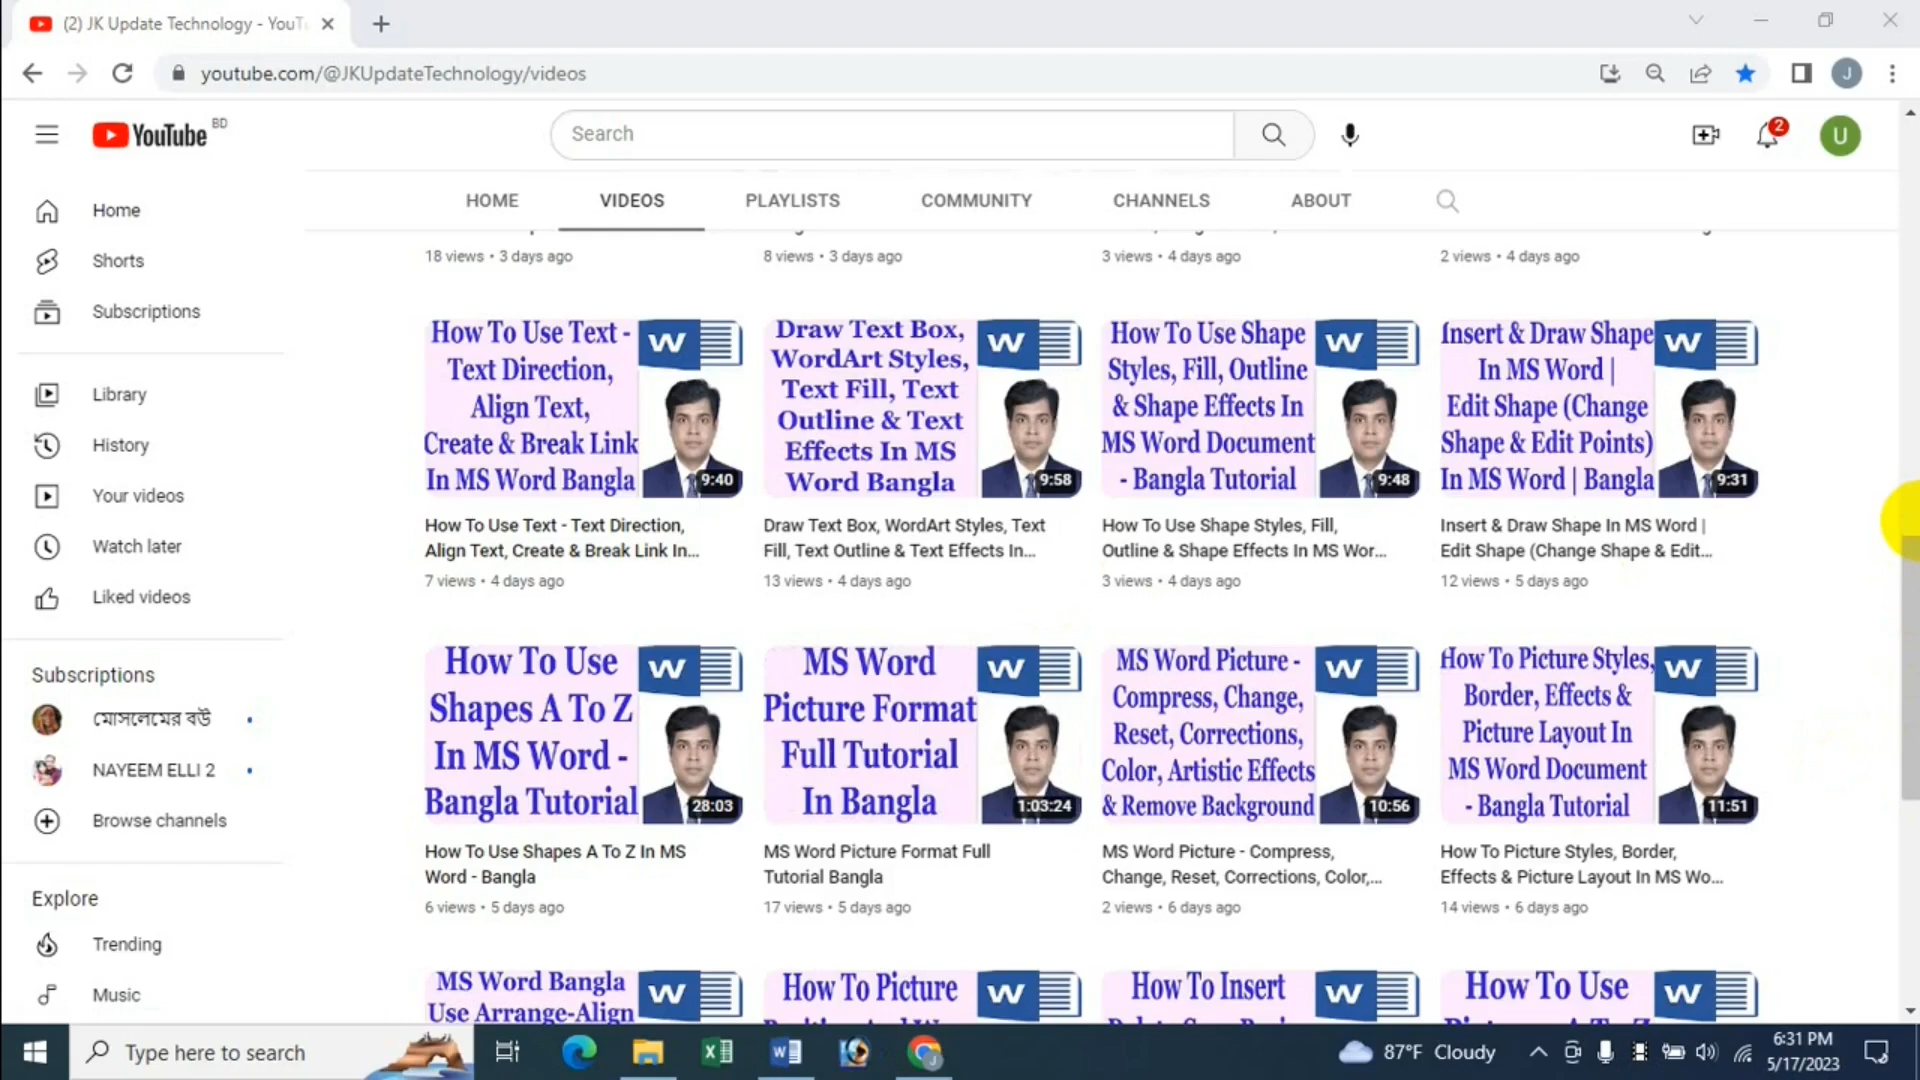 (2) JK Update Technology - YouTu
youtube.com/@JKUpdateTechnology/videos
J
YouTube BD
Search
2
U
HOME
VIDEOS
PLAYLISTS
COMMUNITY
CHANNELS
ABOUT
Home
Shorts
Subscriptions
Library
History
Your videos
Watch later
Liked videos
Subscriptions
মোসলেমের বউ
NAYEEM ELLI 2
Browse channels
Explore
Trending
Music
18 views • 3 days ago
8 views • 3 days ago
3 views • 4 days ago
2 views • 4 days ago
How To Use Text -
Text Direction,
Align Text,
Create & Break Link
In MS Word Bangla
W
9:40
How To Use Text - Text Direction,
Align Text, Create & Break Link In...
7 views • 4 days ago
Draw Text Box,
WordArt Styles,
Text Fill, Text
Outline & Text
Effects In MS
Word Bangla
W
9:58
Draw Text Box, WordArt Styles, Text
Fill, Text Outline & Text Effects In...
13 views • 4 days ago
How To Use Shape
Styles, Fill, Outline
& Shape Effects In
MS Word Document
- Bangla Tutorial
W
9:48
How To Use Shape Styles, Fill,
Outline & Shape Effects In MS Wor...
3 views • 4 days ago
Insert & Draw Shape
In MS Word |
Edit Shape (Change
Shape & Edit Points)
In MS Word | Bangla
W
9:31
Insert & Draw Shape In MS Word |
Edit Shape (Change Shape & Edit...
12 views • 5 days ago
How To Use
Shapes A To Z
In MS Word -
Bangla Tutorial
W
28:03
How To Use Shapes A To Z In MS
Word - Bangla
6 views • 5 days ago
MS Word
Picture Format
Full Tutorial
In Bangla
W
1:03:24
MS Word Picture Format Full
Tutorial Bangla
17 views • 5 days ago
MS Word Picture -
Compress, Change,
Reset, Corrections,
Color, Artistic Effects
& Remove Background
W
10:56
MS Word Picture - Compress,
Change, Reset, Corrections, Color,...
2 views • 6 days ago
How To Picture Styles,
Border, Effects &
Picture Layout In
MS Word Document
- Bangla Tutorial
W
11:51
How To Picture Styles, Border,
Effects & Picture Layout In MS Wo...
14 views • 6 days ago
MS Word Bangla
Use Arrange-Align
W
How To Picture
W
How To Insert
W
How To Use
W
Type here to search
87°F Cloudy
6:31 PM
5/17/2023